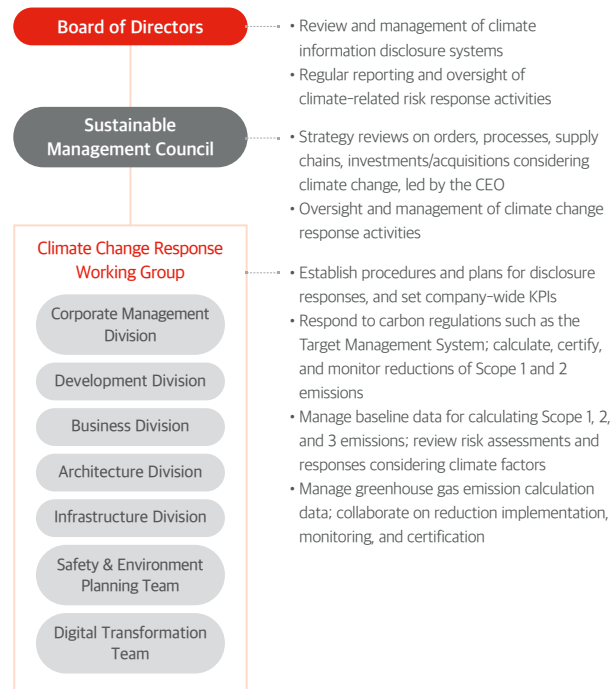 Board of Directors
• Review and management of climate
information disclosure systems
• Regular reporting and oversight of
climate-related risk response activities
Sustainable
Management Council
• Strategy reviews on orders, processes, supply
chains, investments/acquisitions considering
climate change, led by the CEO
• Oversight and management of climate change
response activities
Climate Change Response
Working Group
• Establish procedures and plans for disclosure
responses, and set company-wide KPIs
• Respond to carbon regulations such as the
Target Management System; calculate, certify,
and monitor reductions of Scope 1 and 2
emissions
• Manage baseline data for calculating Scope 1, 2,
and 3 emissions; review risk assessments and
responses considering climate factors
• Manage greenhouse gas emission calculation
data; collaborate on reduction implementation,
monitoring, and certification
Corporate Management
Division
Development Division
Business Division
Architecture Division
Infrastructure Division
Safety & Environment
Planning Team
Digital Transformation
Team